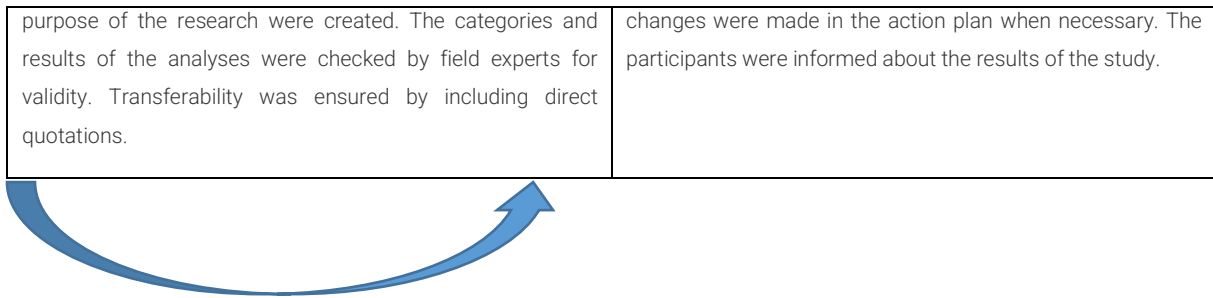 purpose of the research were created. The categories and
results of the analyses were checked by field experts for
validity. Transferability was ensured by including direct
quotations.
changes were made in the action plan when necessary. The
participants were informed about the results of the study.